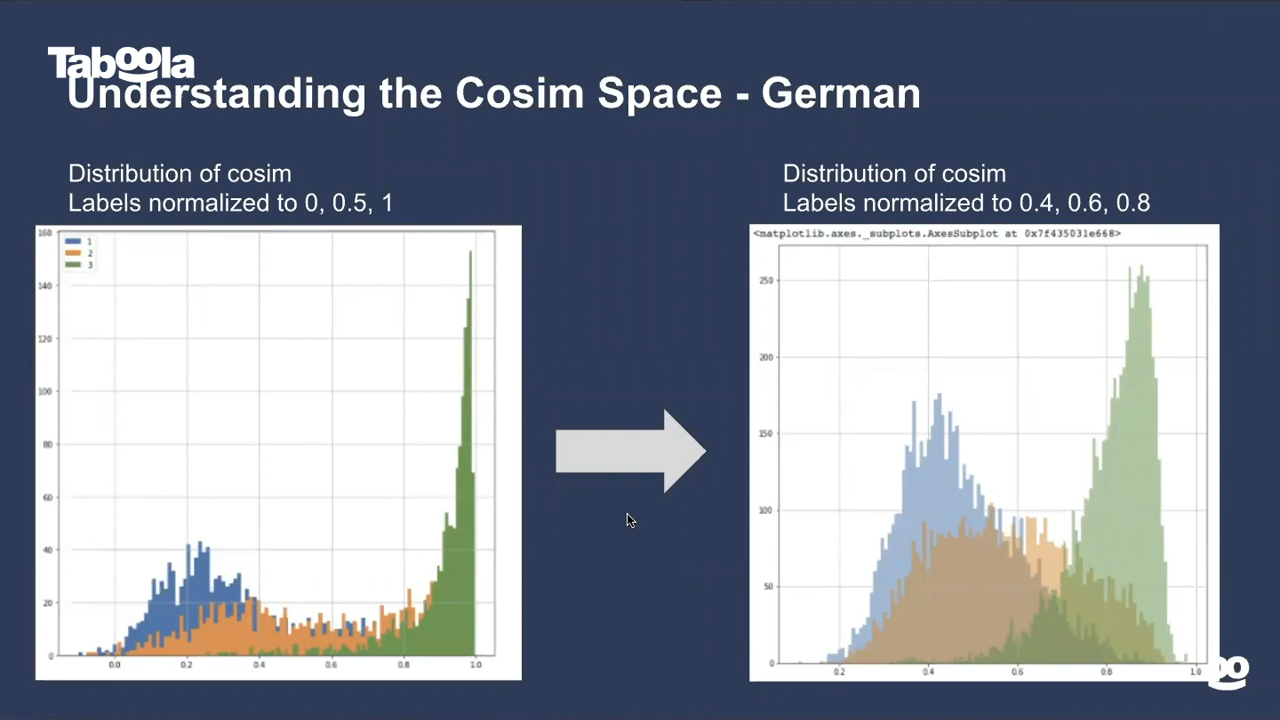 Taboola
Understanding the Cosim Space - German
Distribution of cosim
Labels normalized to 0, 0.5, 1
160
140
120
100
80
60
40
20
0
1
2
3
0.0 0.2 0.4 0.6 0.8 1.0
Distribution of cosim
Labels normalized to 0.4, 0.6, 0.8
<matplotlib.axes._subplots.AxesSubplot at 0x7f435031e668>
250
200
150
100
50
0
0.2 0.4 0.6 0.8 1.0